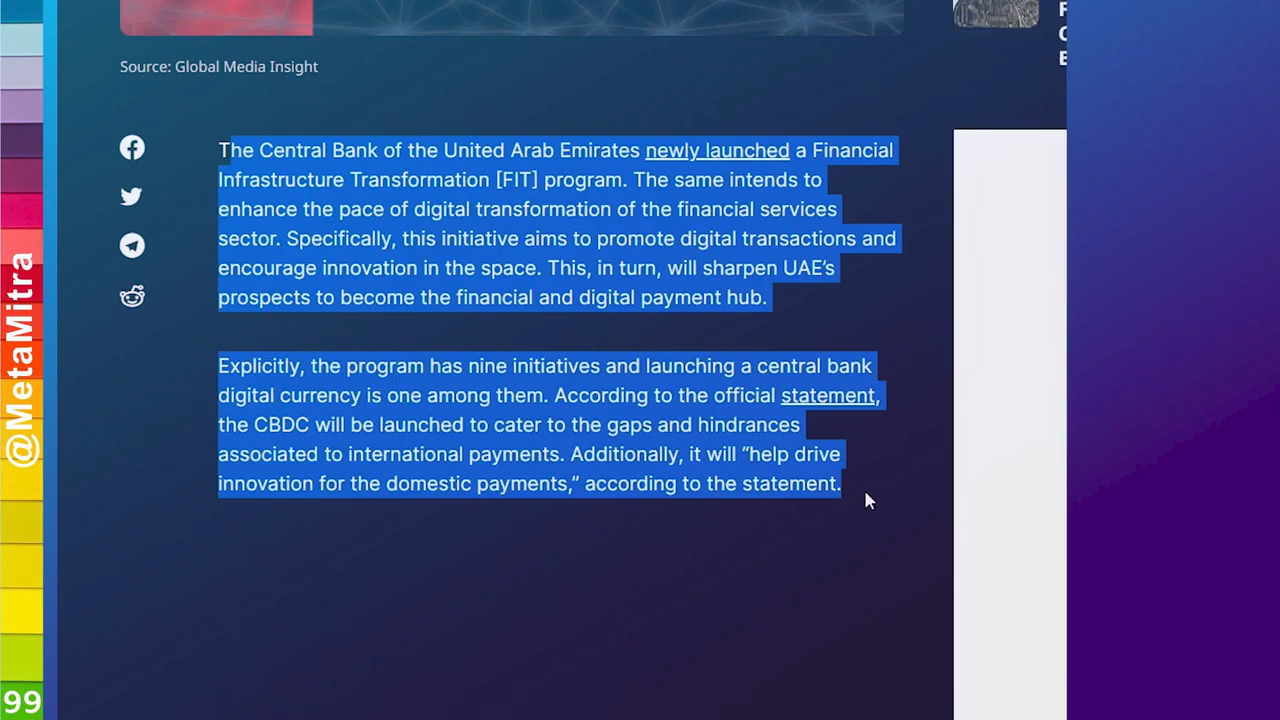 Source: Global Media Insight
The Central Bank of the United Arab Emirates newly launched a Financial
Infrastructure Transformation [FIT] program. The same intends to
enhance the pace of digital transformation of the financial services
sector. Specifically, this initiative aims to promote digital transactions and
encourage innovation in the space. This, in turn, will sharpen UAE's
prospects to become the financial and digital payment hub.
Explicitly, the program has nine initiatives and launching a central bank
digital currency is one among them. According to the official statement,
the CBDC will be launched to cater to the gaps and hindrances
associated to international payments. Additionally, it will “help drive
innovation for the domestic payments,” according to the statement.
@MetaMitra
99